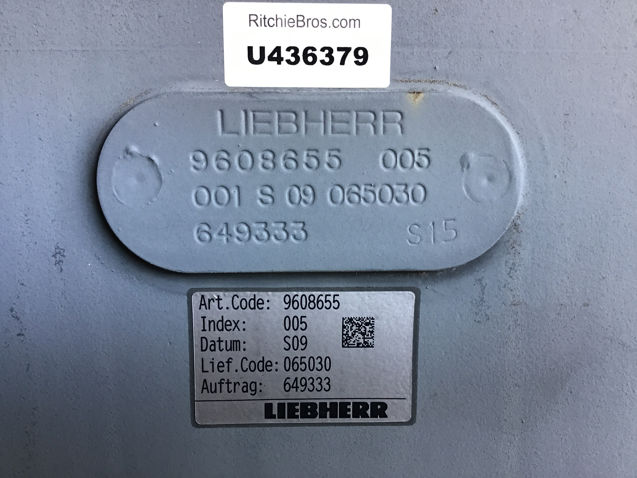 RitchieBros.com
U436379
LIEBHERR
9608655 005
001 S 09 065030
649333 S15
Art.Code: 9608655
Index: 005
Datum: S09
Lief.Code: 065030
Auftrag: 649333
LIEBHERR